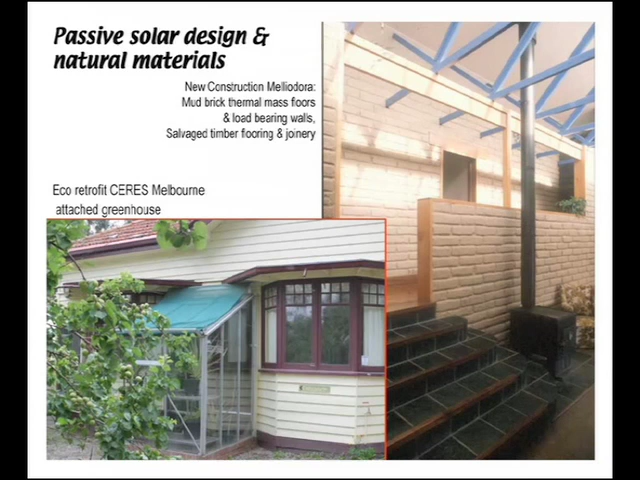 Passive solar design &
natural materials
New Construction Melliodora:
Mud brick thermal mass floors
& load bearing walls,
Salvaged timber flooring & joinery
Eco retrofit CERES Melbourne
attached greenhouse